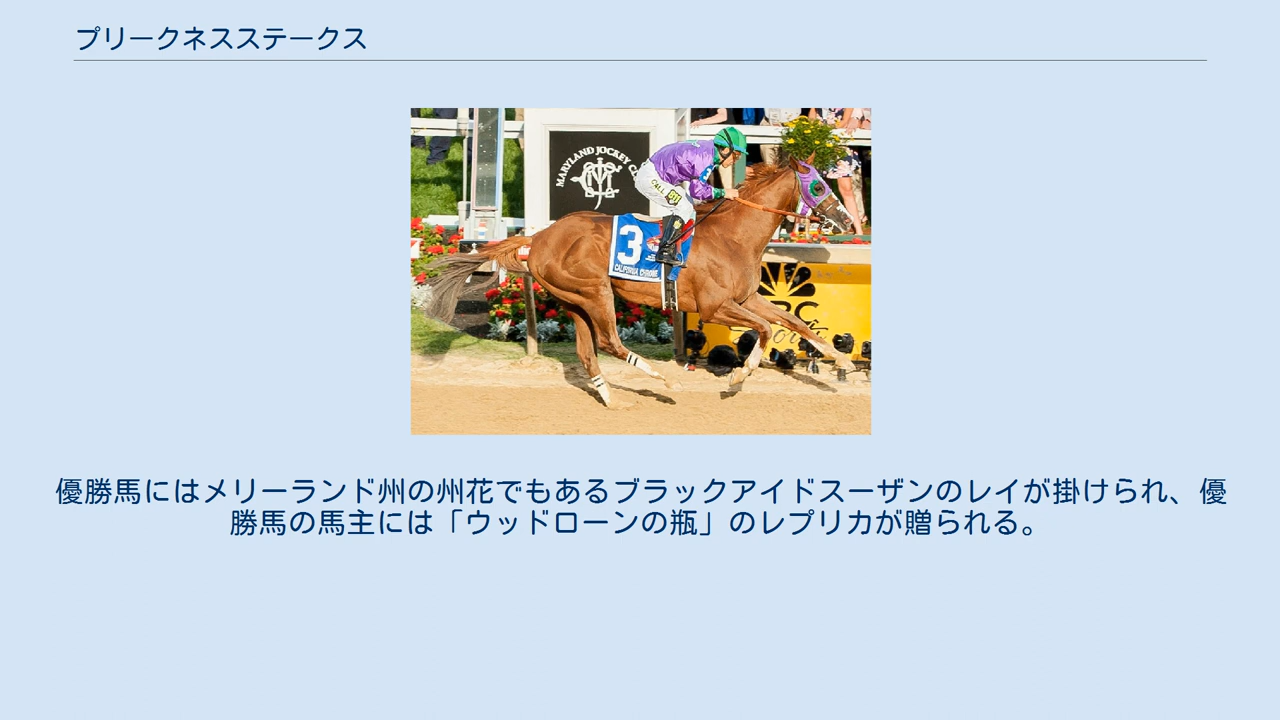 プリークネスステークス
MARYLAND JOCKEY
CALL
3
CALIFORNIA CHROME
優勝馬にはメリーランド州の州花でもあるブラックアイドスーザンのレイが掛けられ、優
勝馬の馬主には「ウッドローンの瓶」のレプリカが贈られる。